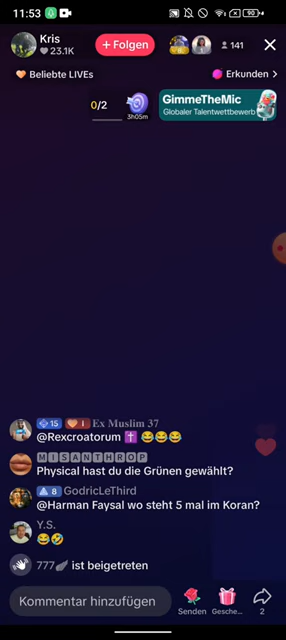 11:53
90
Kris
23.1K
+ Folgen
141
Beliebte LIVEs
Erkunden >
0/2
3h05m
GimmeTheMic
Globaler Talentwettbewerb
15 i Ex Muslim 37
@Rexcroatorum ✝️ 😂😂😂
MISANTHROP
Physical hast du die Grünen gewählt?
8 GodricLeThird
@Harman Faysal wo steht 5 mal im Koran?
Y.S.
😂🤣
777 ist beigetreten
Kommentar hinzufügen
Senden
Gesche...
2